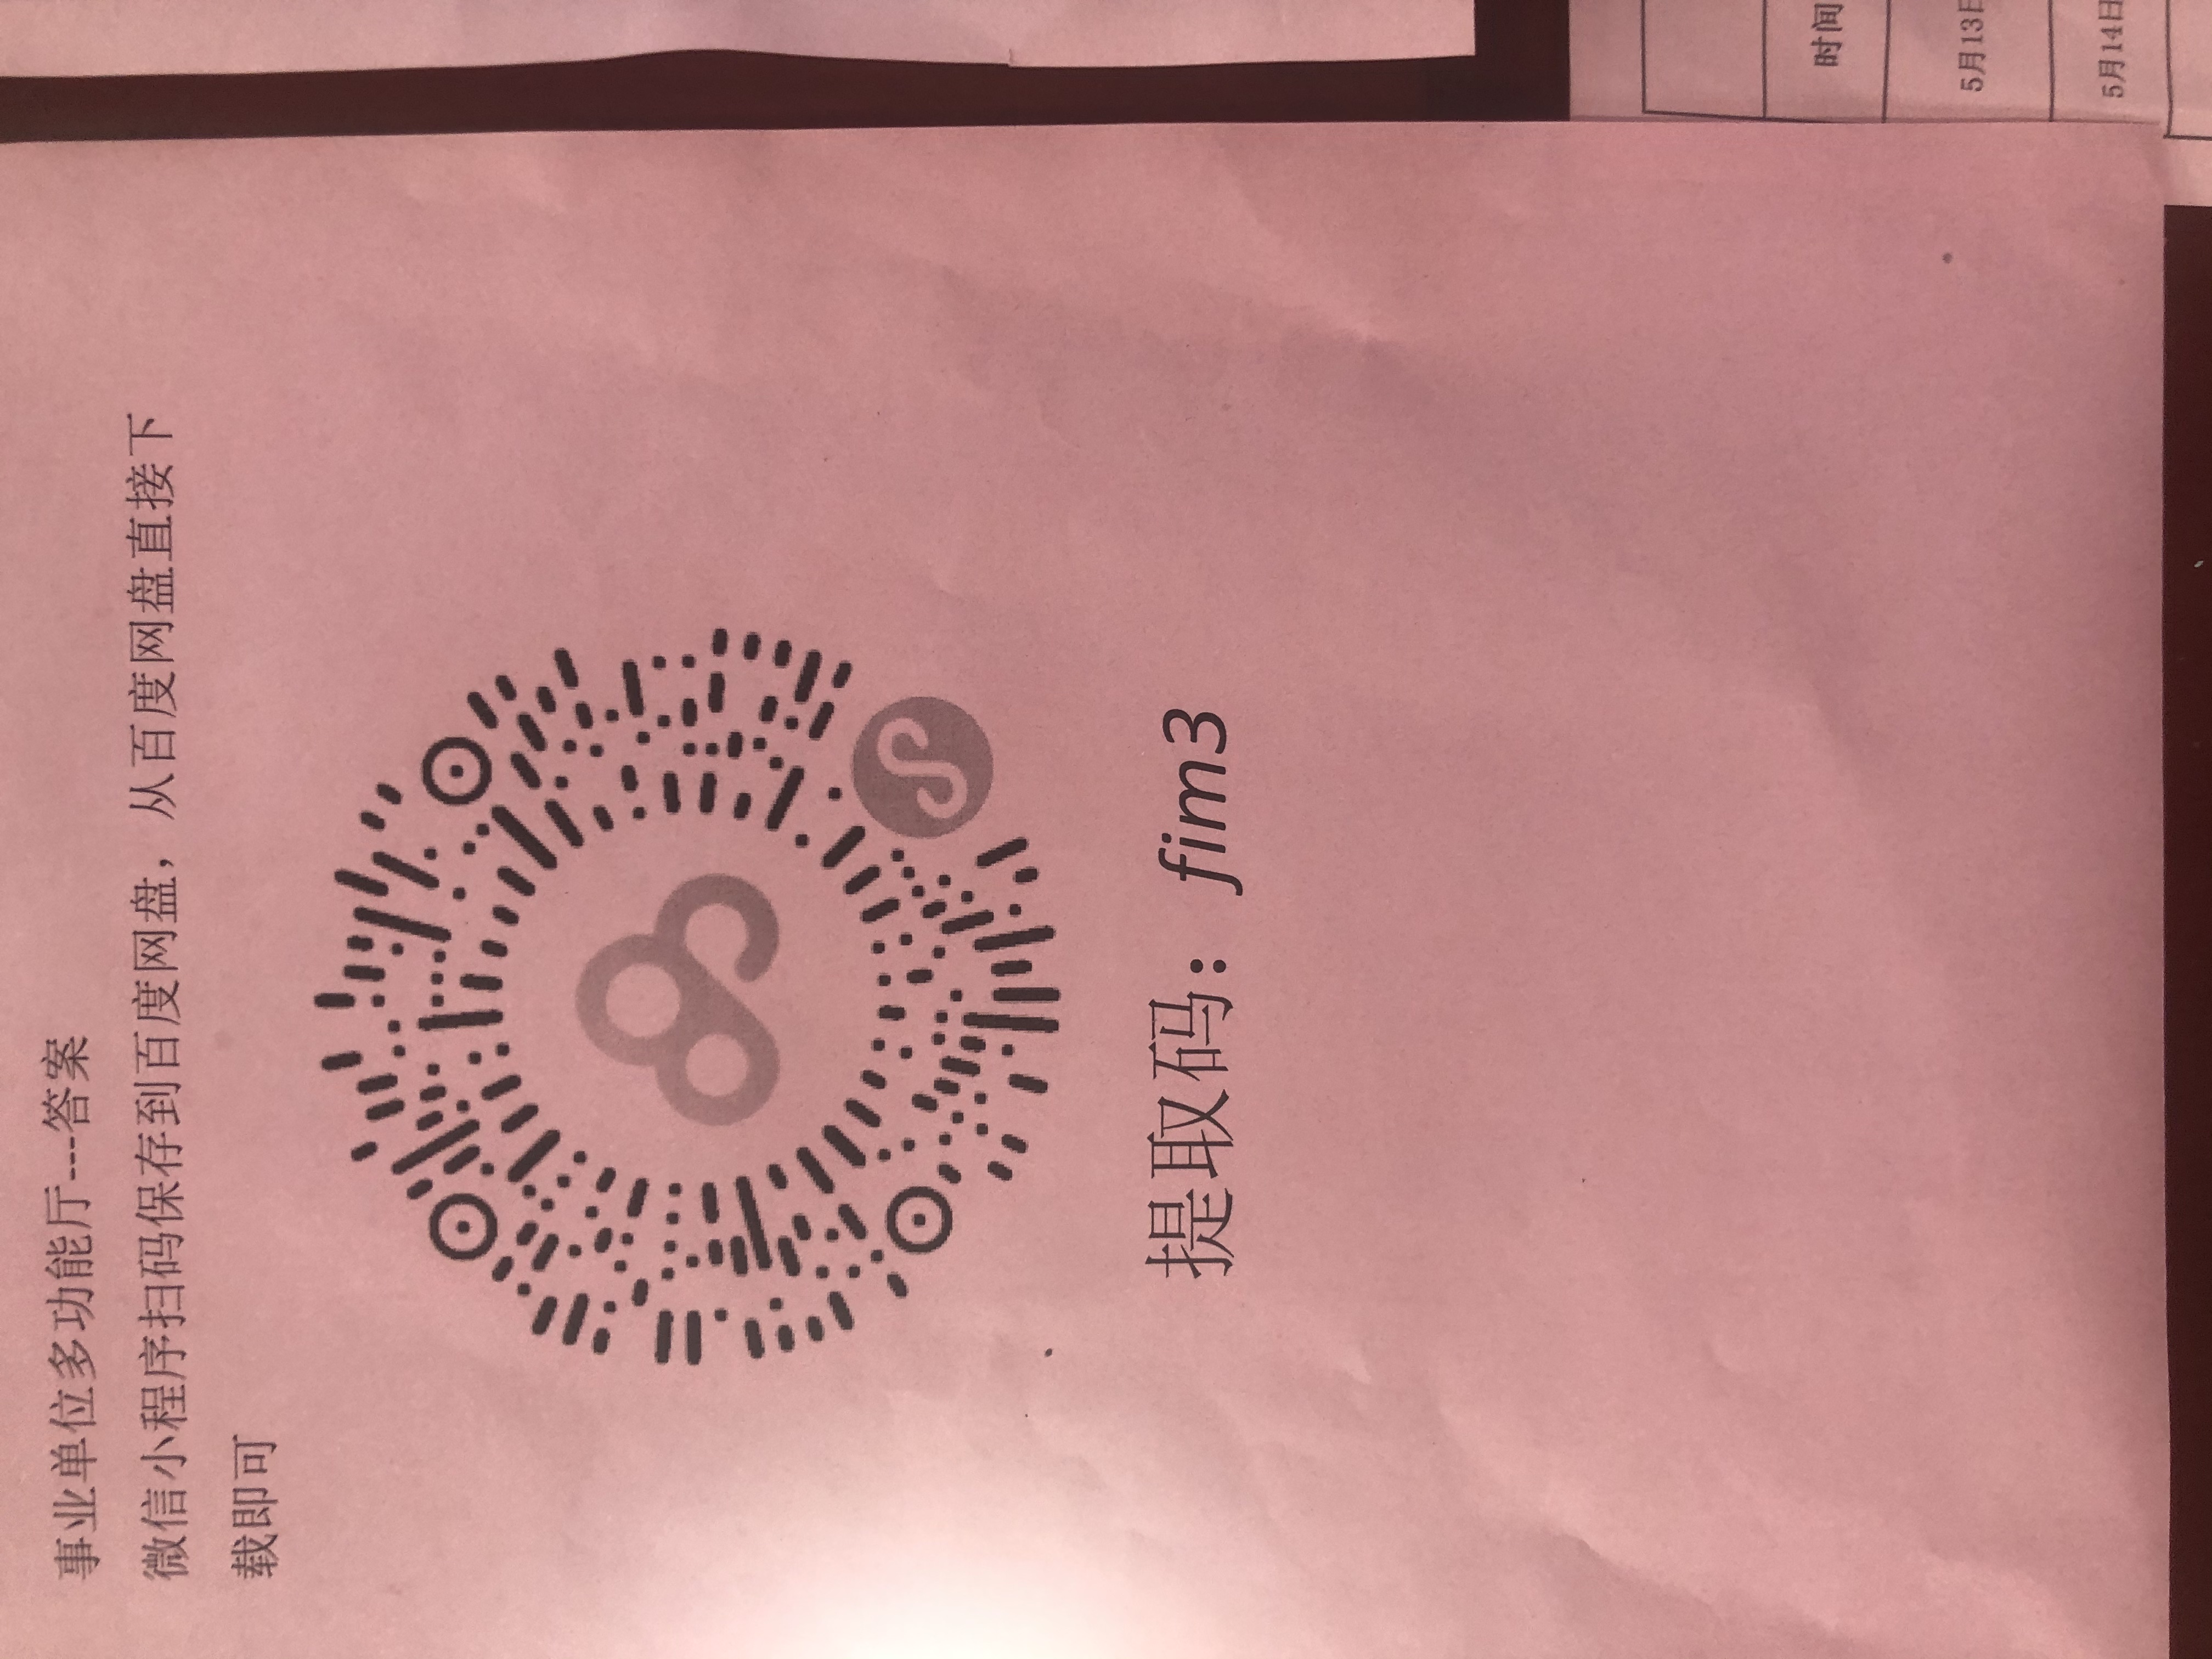 事业单位多功能厅---答案
微信小程序扫码保存到百度网盘，从百度网盘直接下
载即可
提取码：fim3
时间
5月13日
5月14日